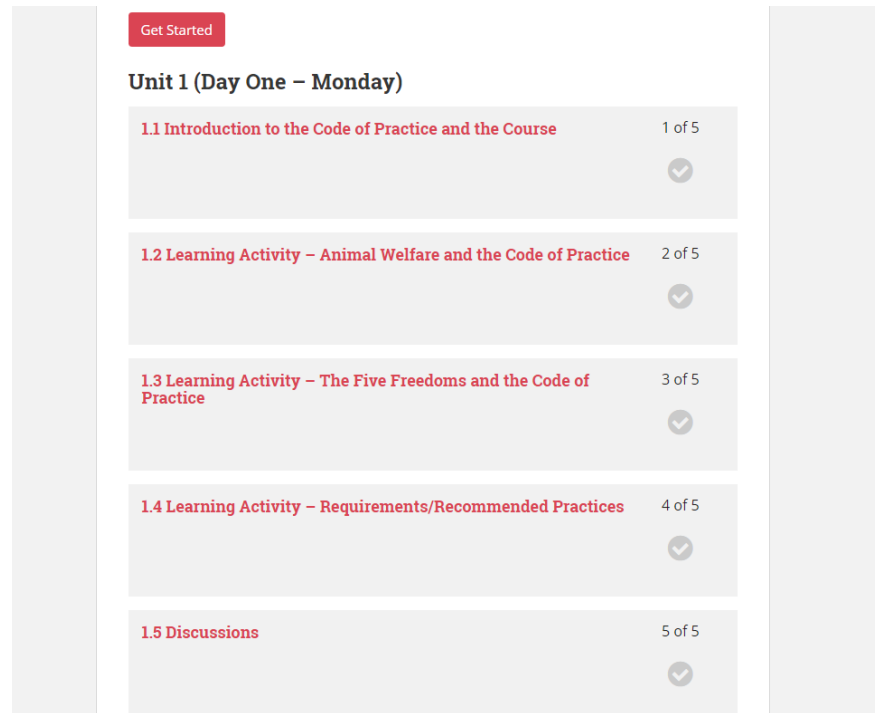 Get Started
Unit 1 (Day One – Monday)
1.1 Introduction to the Code of Practice and the Course
1 of 5
1.2 Learning Activity – Animal Welfare and the Code of Practice
2 of 5
1.3 Learning Activity – The Five Freedoms and the Code of
Practice
3 of 5
1.4 Learning Activity – Requirements/Recommended Practices
4 of 5
1.5 Discussions
5 of 5